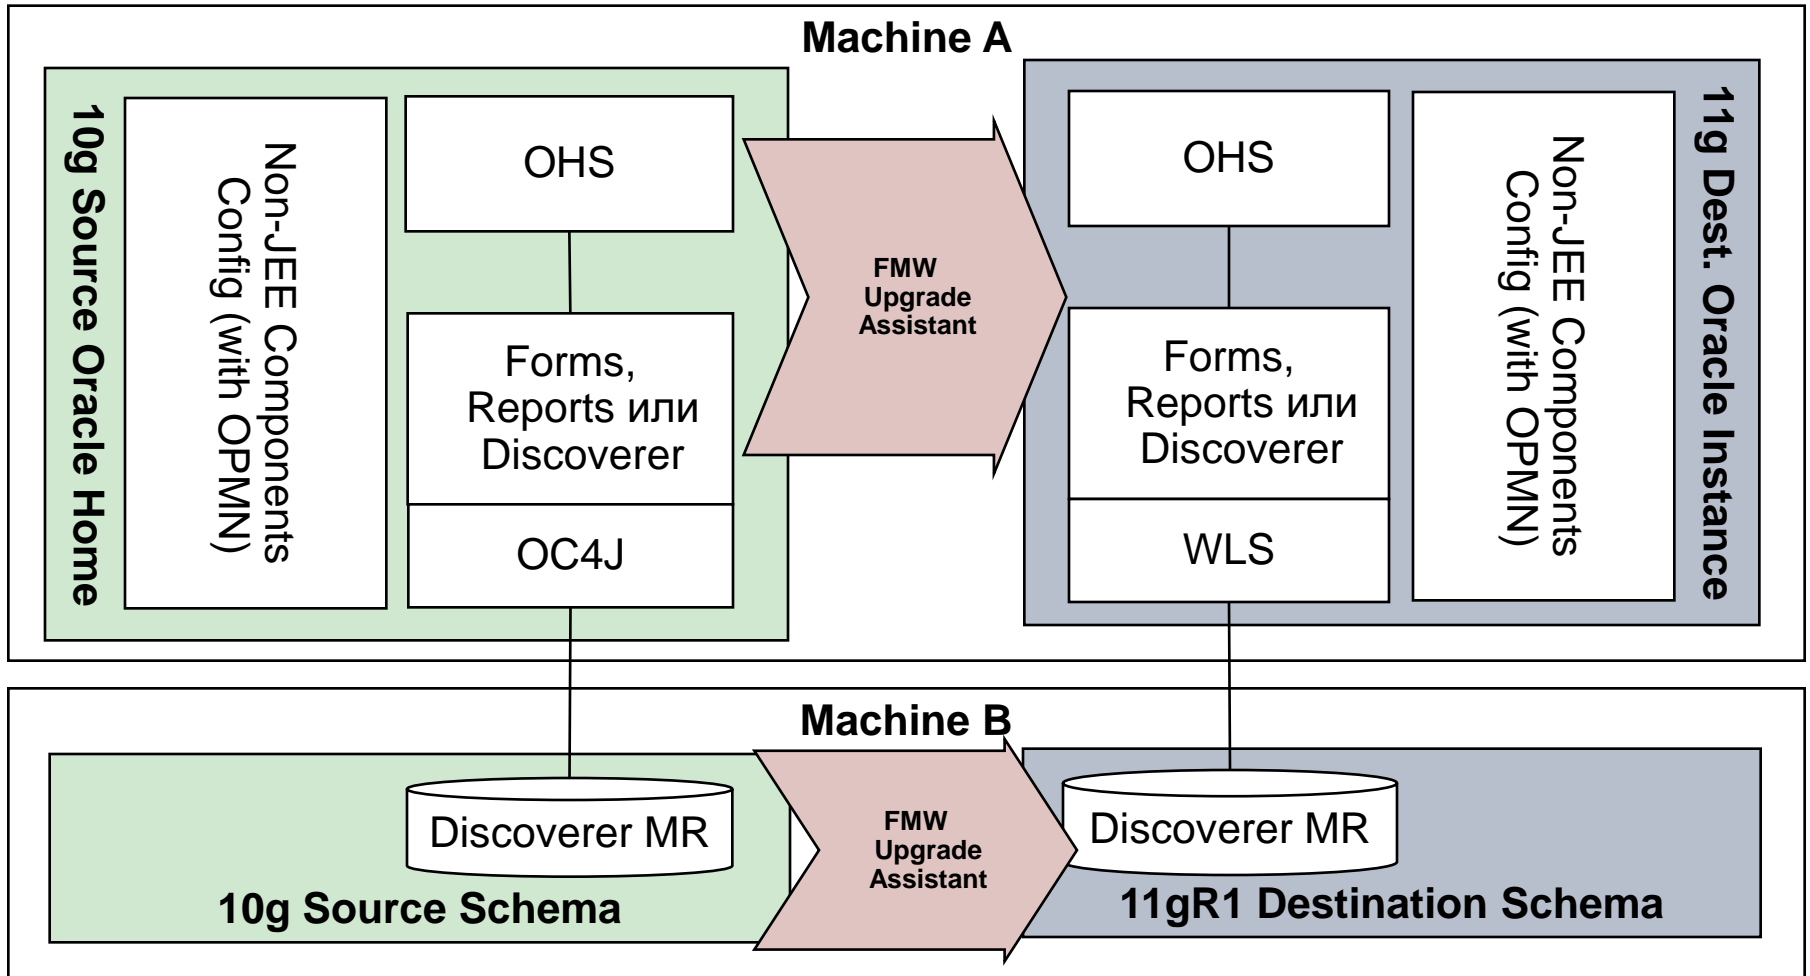 Machine A
10g Source Oracle Home
Non-JEE Components
Config (with OPMN)
OHS
Forms,
Reports или
Discoverer
OC4J
FMW
Upgrade
Assistant
OHS
Forms,
Reports или
Discoverer
WLS
Non-JEE Components
Config (with OPMN)
11g Dest. Oracle Instance
Machine B
Discoverer MR
10g Source Schema
FMW
Upgrade
Assistant
Discoverer MR
11gR1 Destination Schema